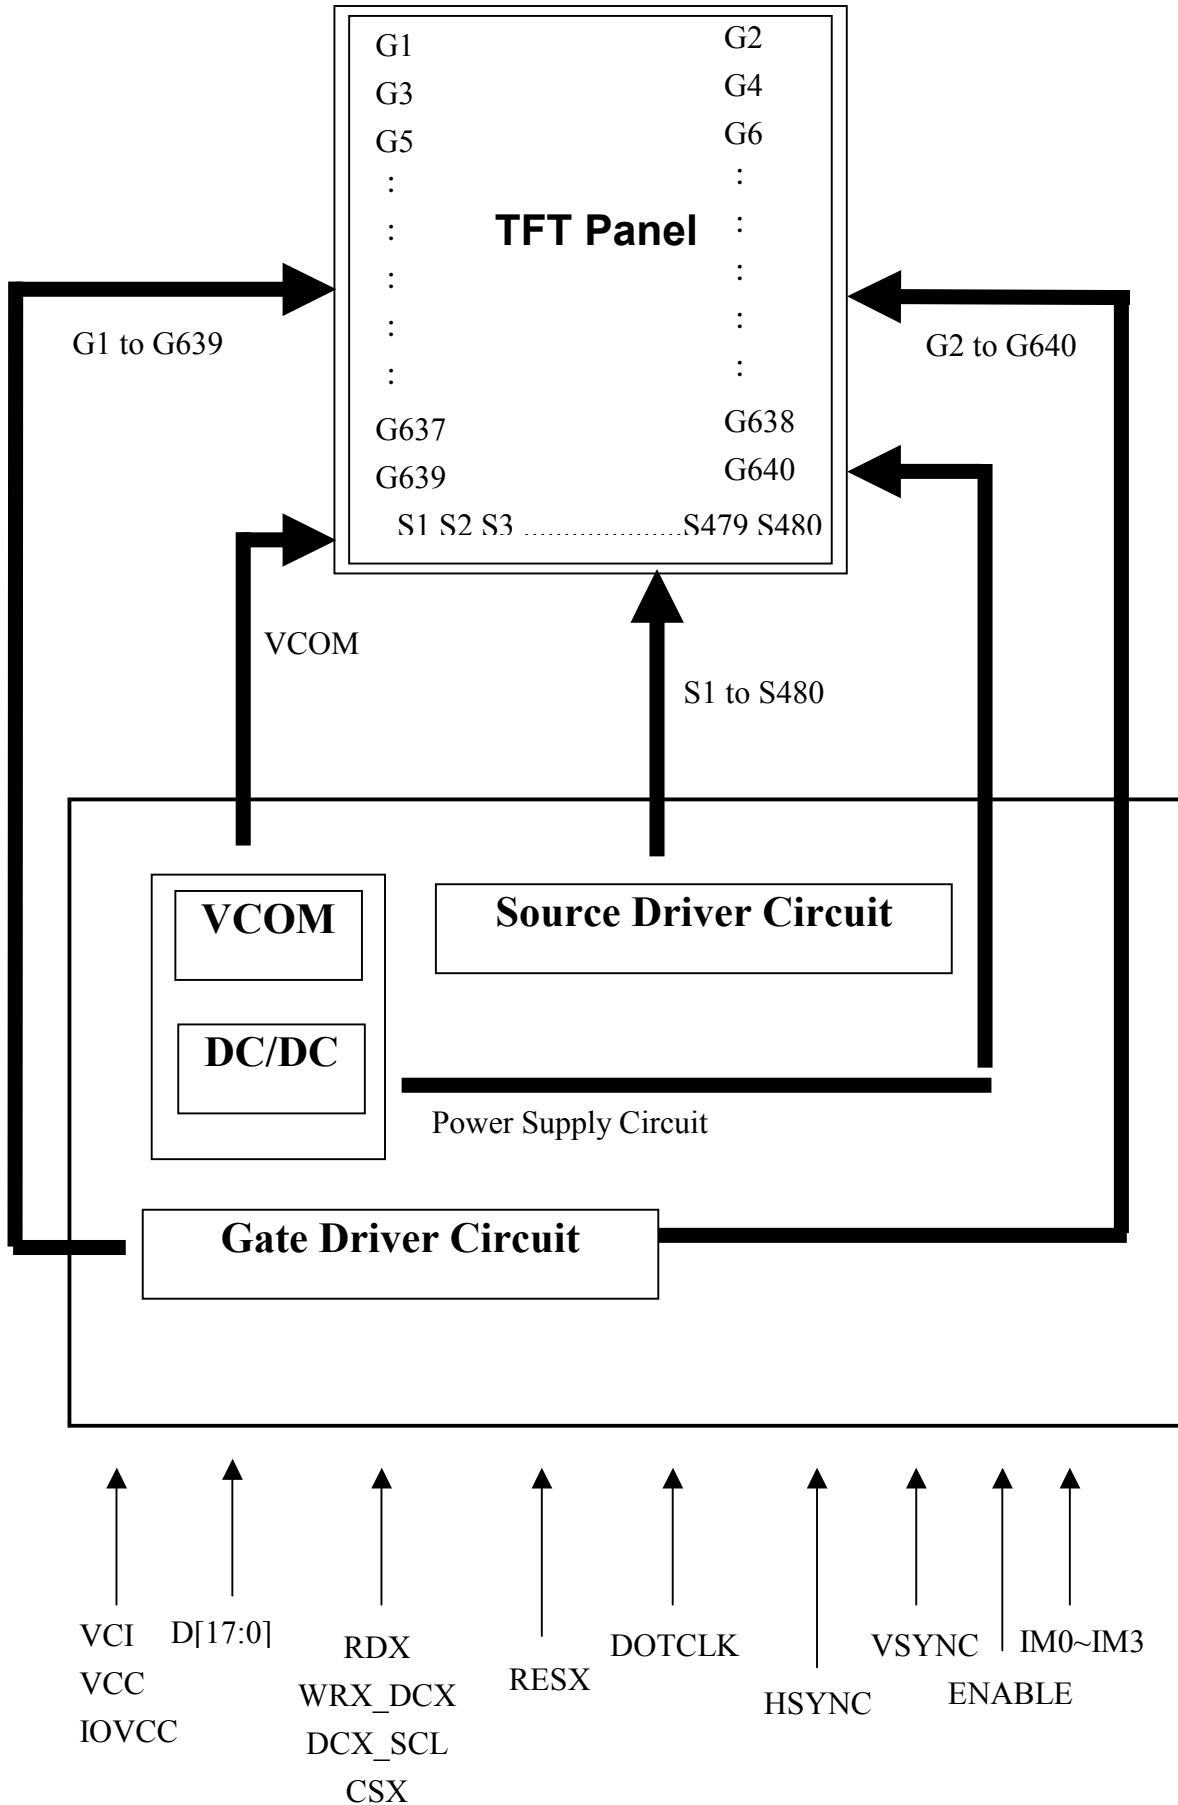 G1 G2
G3 G4
G5 G6
: :
: :
TFT Panel
: :
: :
: :
G1 to G639
G2 to G640
G637 G638
G639 G640
S1 S2 S3 ....................S479 S480
VCOM
S1 to S480
VCOM
Source Driver Circuit
DC/DC
Power Supply Circuit
Gate Driver Circuit
VCI
VCC
IOVCC
D[17:0]
RDX
WRX_DCX
DCX_SCL
CSX
RESX
DOTCLK
HSYNC
VSYNC
ENABLE
IM0~IM3